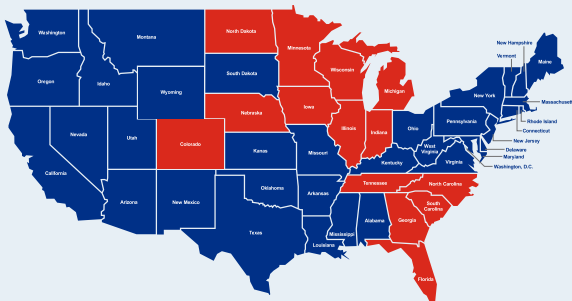 New Hampshire
Vermont
Maine
Washington
Montana
North Dakota
Minnesota
Wisconsin
Michigan
New York
Massachusett
Rhode Island
Connecticut
New Jersey
Delaware
Maryland
Washington, D.C.
Oregon
Idaho
Wyoming
South Dakota
Nebraska
Iowa
Illinois
Indiana
Ohio
Pennsylvania
West
Virginia
Virginia
Nevada
Utah
Colorado
Kanas
Missouri
Kentucky
California
Arizona
New Mexico
Oklahoma
Arkansas
Tennessee
North Carolina
South
Carolina
Texas
Louisiana
Mississippi
Alabama
Georgia
Florida